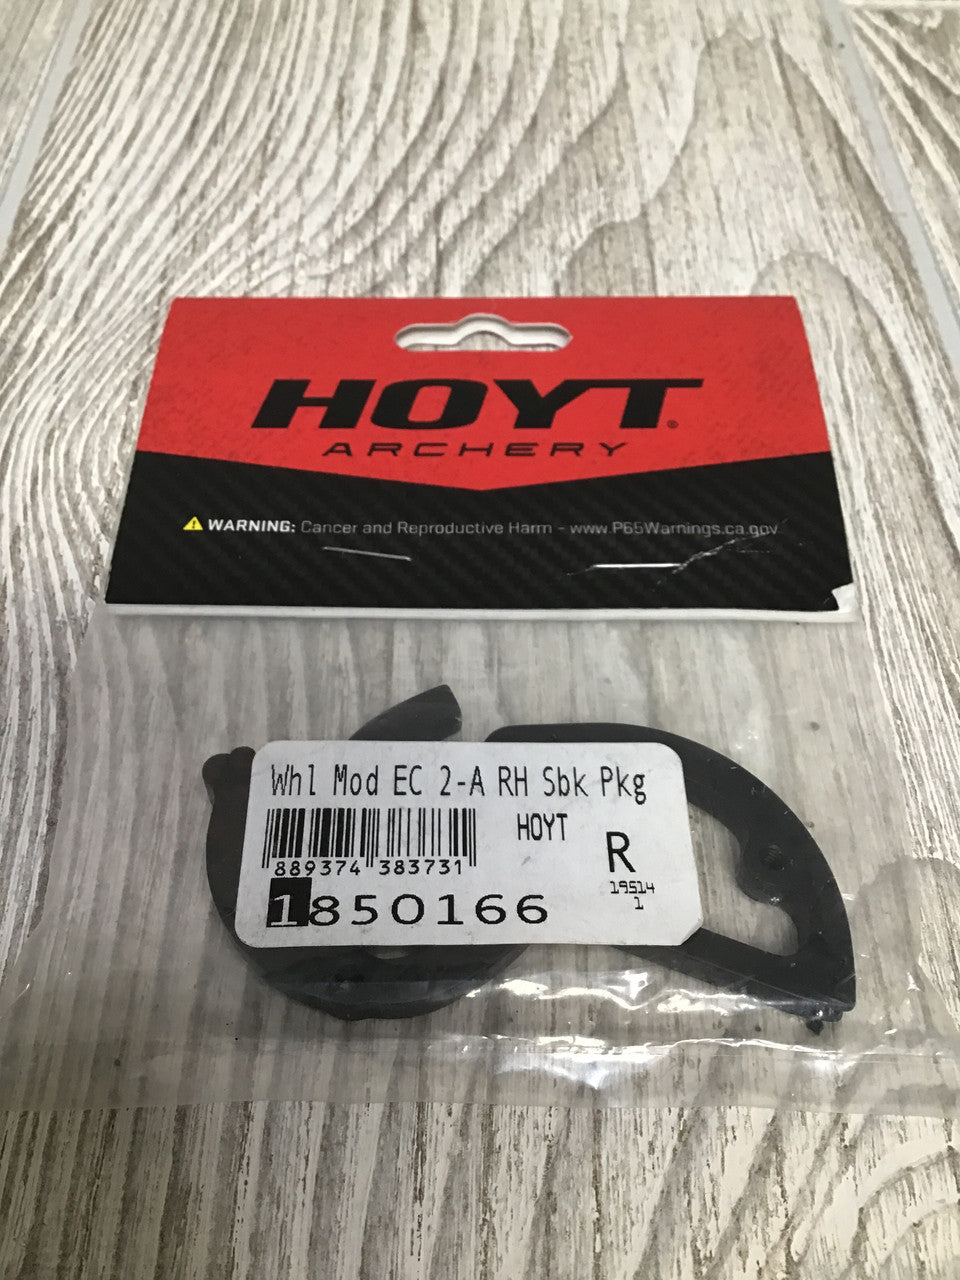 HOYT®
ARCHERY
WARNING: Cancer and Reproductive Harm - www.P65Warnings.ca.gov
Whl Mod EC 2-A RH Sbk Pkg
HOYT
R
889374 383731
19514
1
1850166